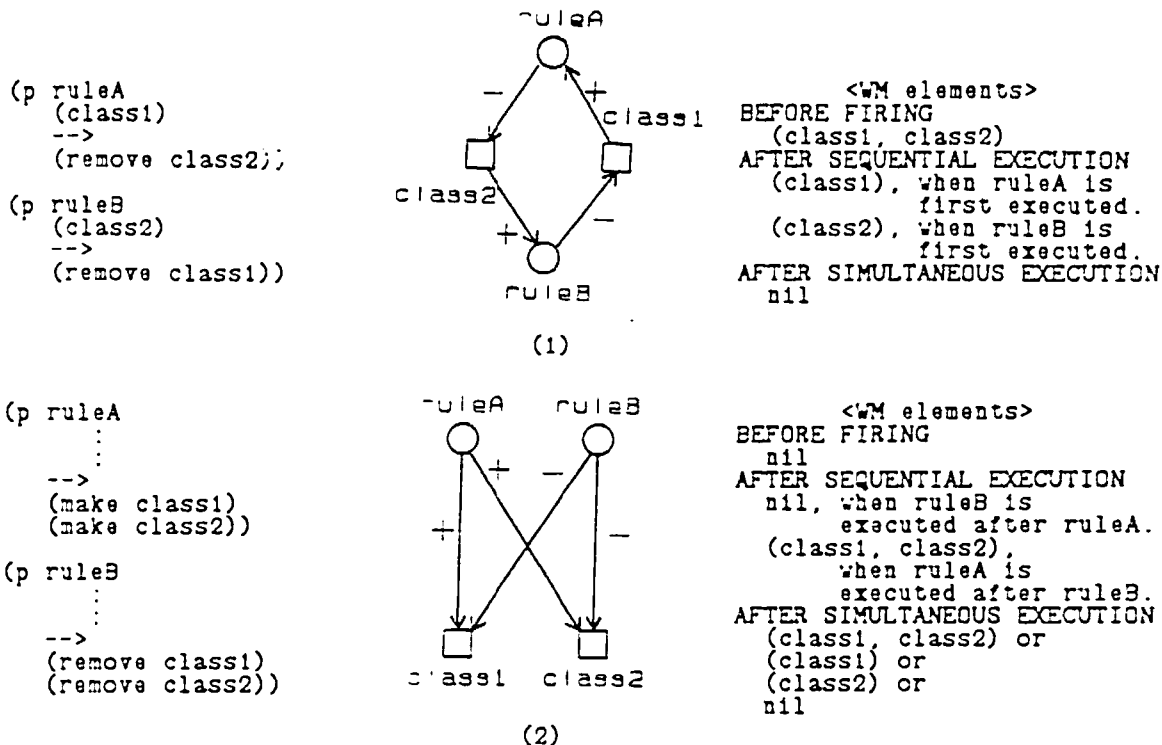 ruleA
(p ruleA
(class1)
-->
(remove class2))
(p ruleB
(class2)
-->
(remove class1))
-
+
class1
class2
+
-
ruleB
<WM elements>
BEFORE FIRING
(class1, class2)
AFTER SEQUENTIAL EXECUTION
(class1), when ruleA is
first executed.
(class2), when ruleB is
first executed.
AFTER SIMULTANEOUS EXECUTION
nil
(1)
(p ruleA
:
:
-->
(make class1)
(make class2))
(p ruleB
:
:
-->
(remove class1)
(remove class2))
ruleA ruleB
+ -
+ -
class1 class2
<WM elements>
BEFORE FIRING
nil
AFTER SEQUENTIAL EXECUTION
nil, when ruleB is
executed after ruleA.
(class1, class2),
when ruleA is
executed after ruleB.
AFTER SIMULTANEOUS EXECUTION
(class1, class2) or
(class1) or
(class2) or
nil
(2)